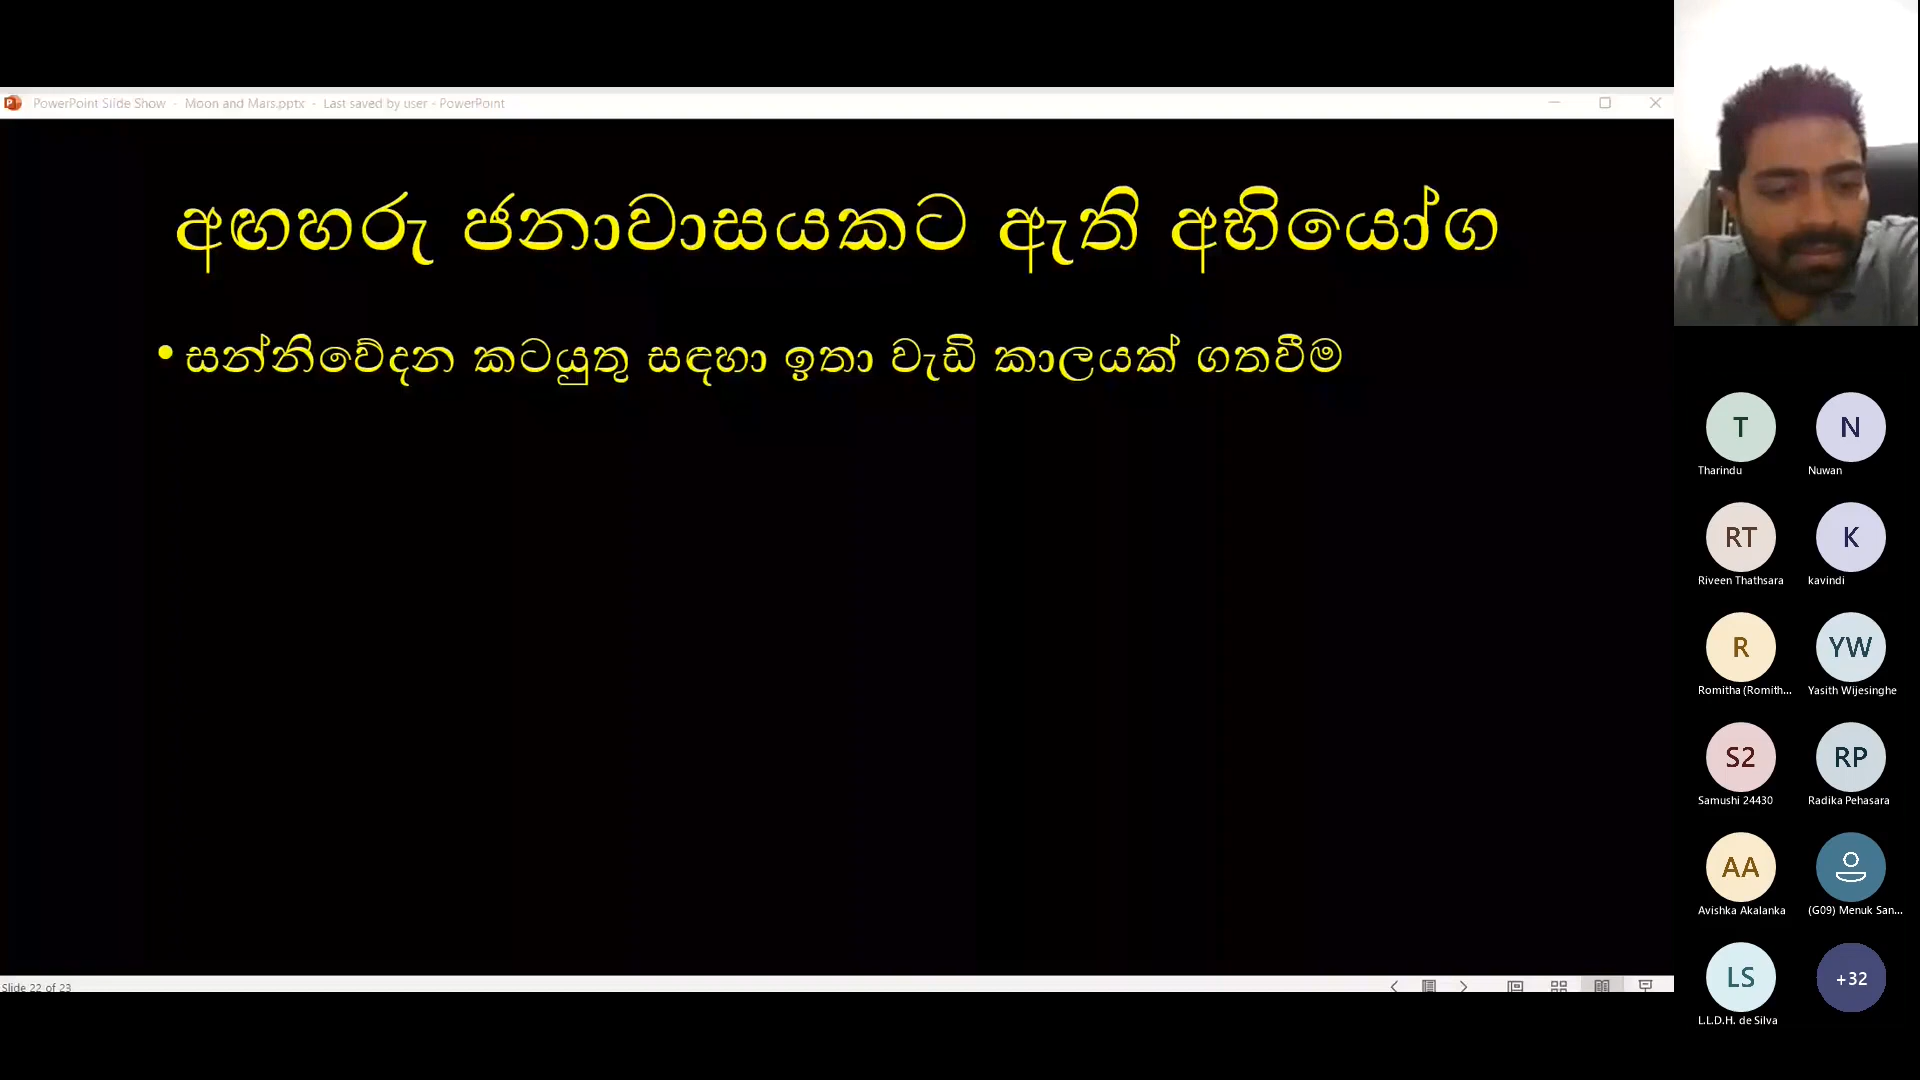 PowerPoint Slide Show - Moon and Mars.pptx - Last saved by user - PowerPoint
අඟහරු ජනාවාසයකට ඇති අභියෝග
• සන්නිවේදන කටයුතු සඳහා ඉතා වැඩි කාලයක් ගතවීම
Slide 22 of 23
T N
Tharindu Nuwan
RT K
Riveen Thathsara kavindi
R YW
Romitha (Romith... Yasith Wijesinghe
S2 RP
Samushi 24430 Radika Pehasara
AA
Avishka Akalanka (G09) Menuk San...
LS +32
L.L.D.H. de Silva